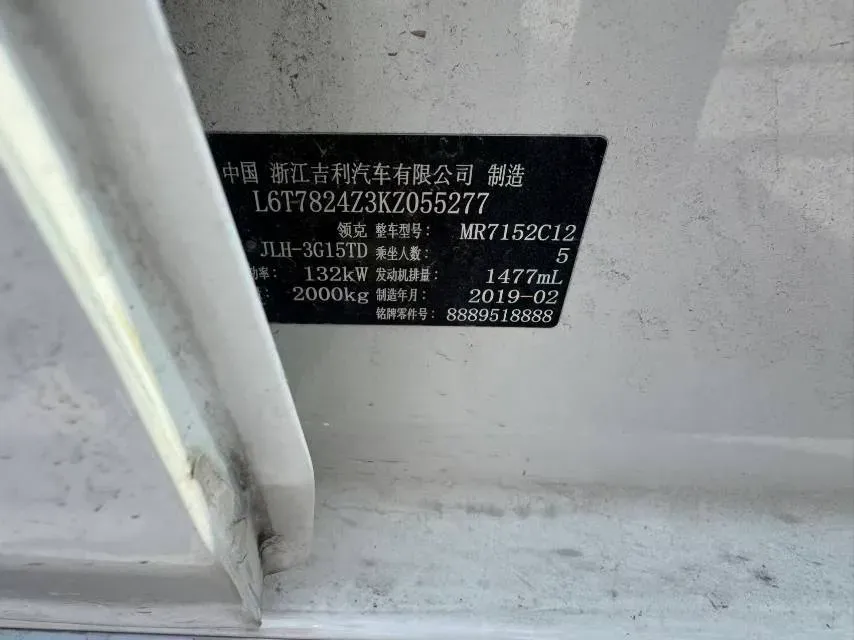 中国 浙江吉利汽车有限公司 制造
L6T7824Z3KZ055277
领克 整车型号: MR7152C12
JLH-3G15TD 乘坐人数: 5
功率: 132kW 发动机排量: 1477mL
: 2000kg 制造年月: 2019-02
铭牌零件号: 8889518888